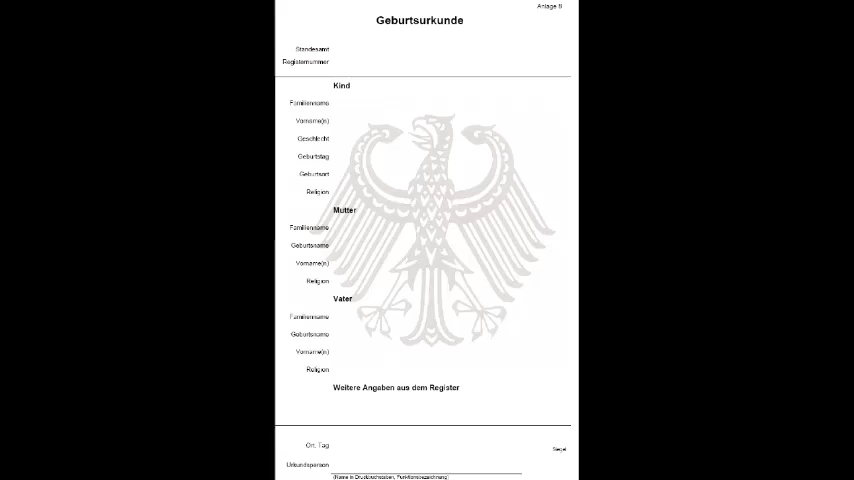 Anlage 8
Geburtsurkunde
Standesamt
Registernummer
Kind
Familienname
Vorname(n)
Geschlecht
Geburtstag
Geburtsort
Religion
Mutter
Familienname
Geburtsname
Vorname(n)
Religion
Vater
Familienname
Geburtsname
Vorname(n)
Religion
Weitere Angaben aus dem Register
Ort, Tag
Siegel
Urkundsperson
(Name in Druckbuchstaben, Funktionsbezeichnung)